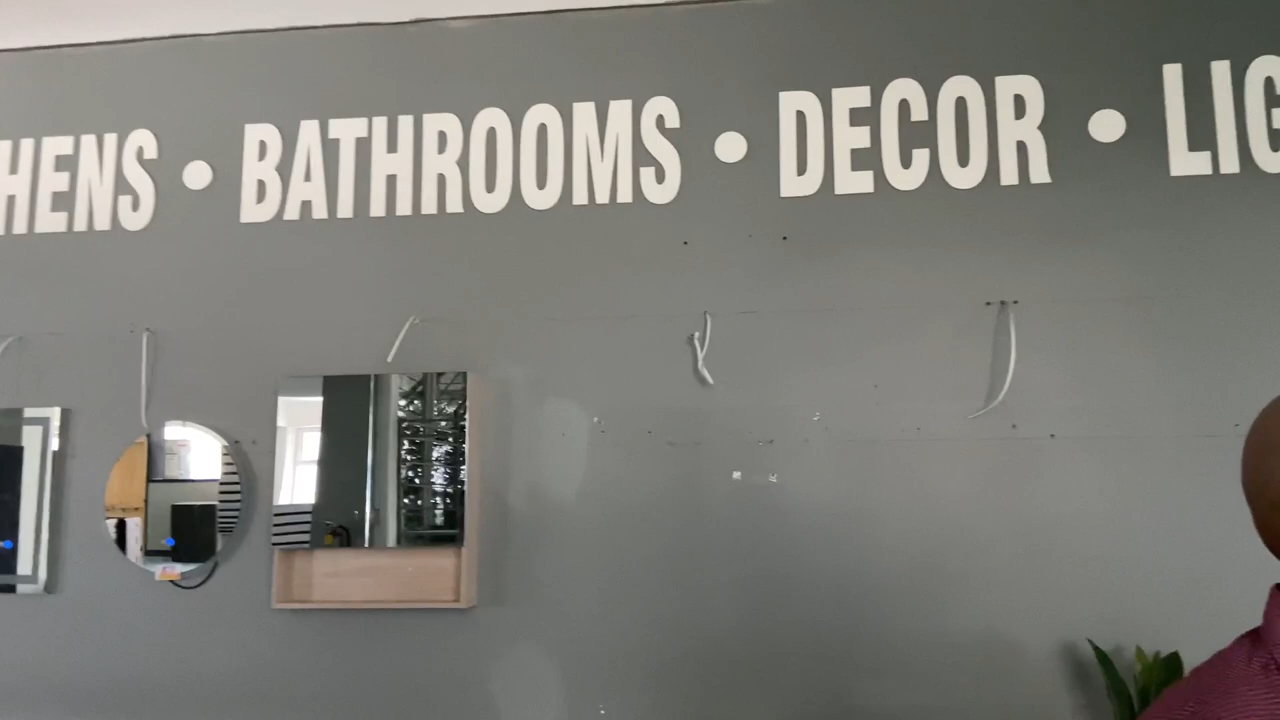 HENS • BATHROOMS • DECOR • LIG